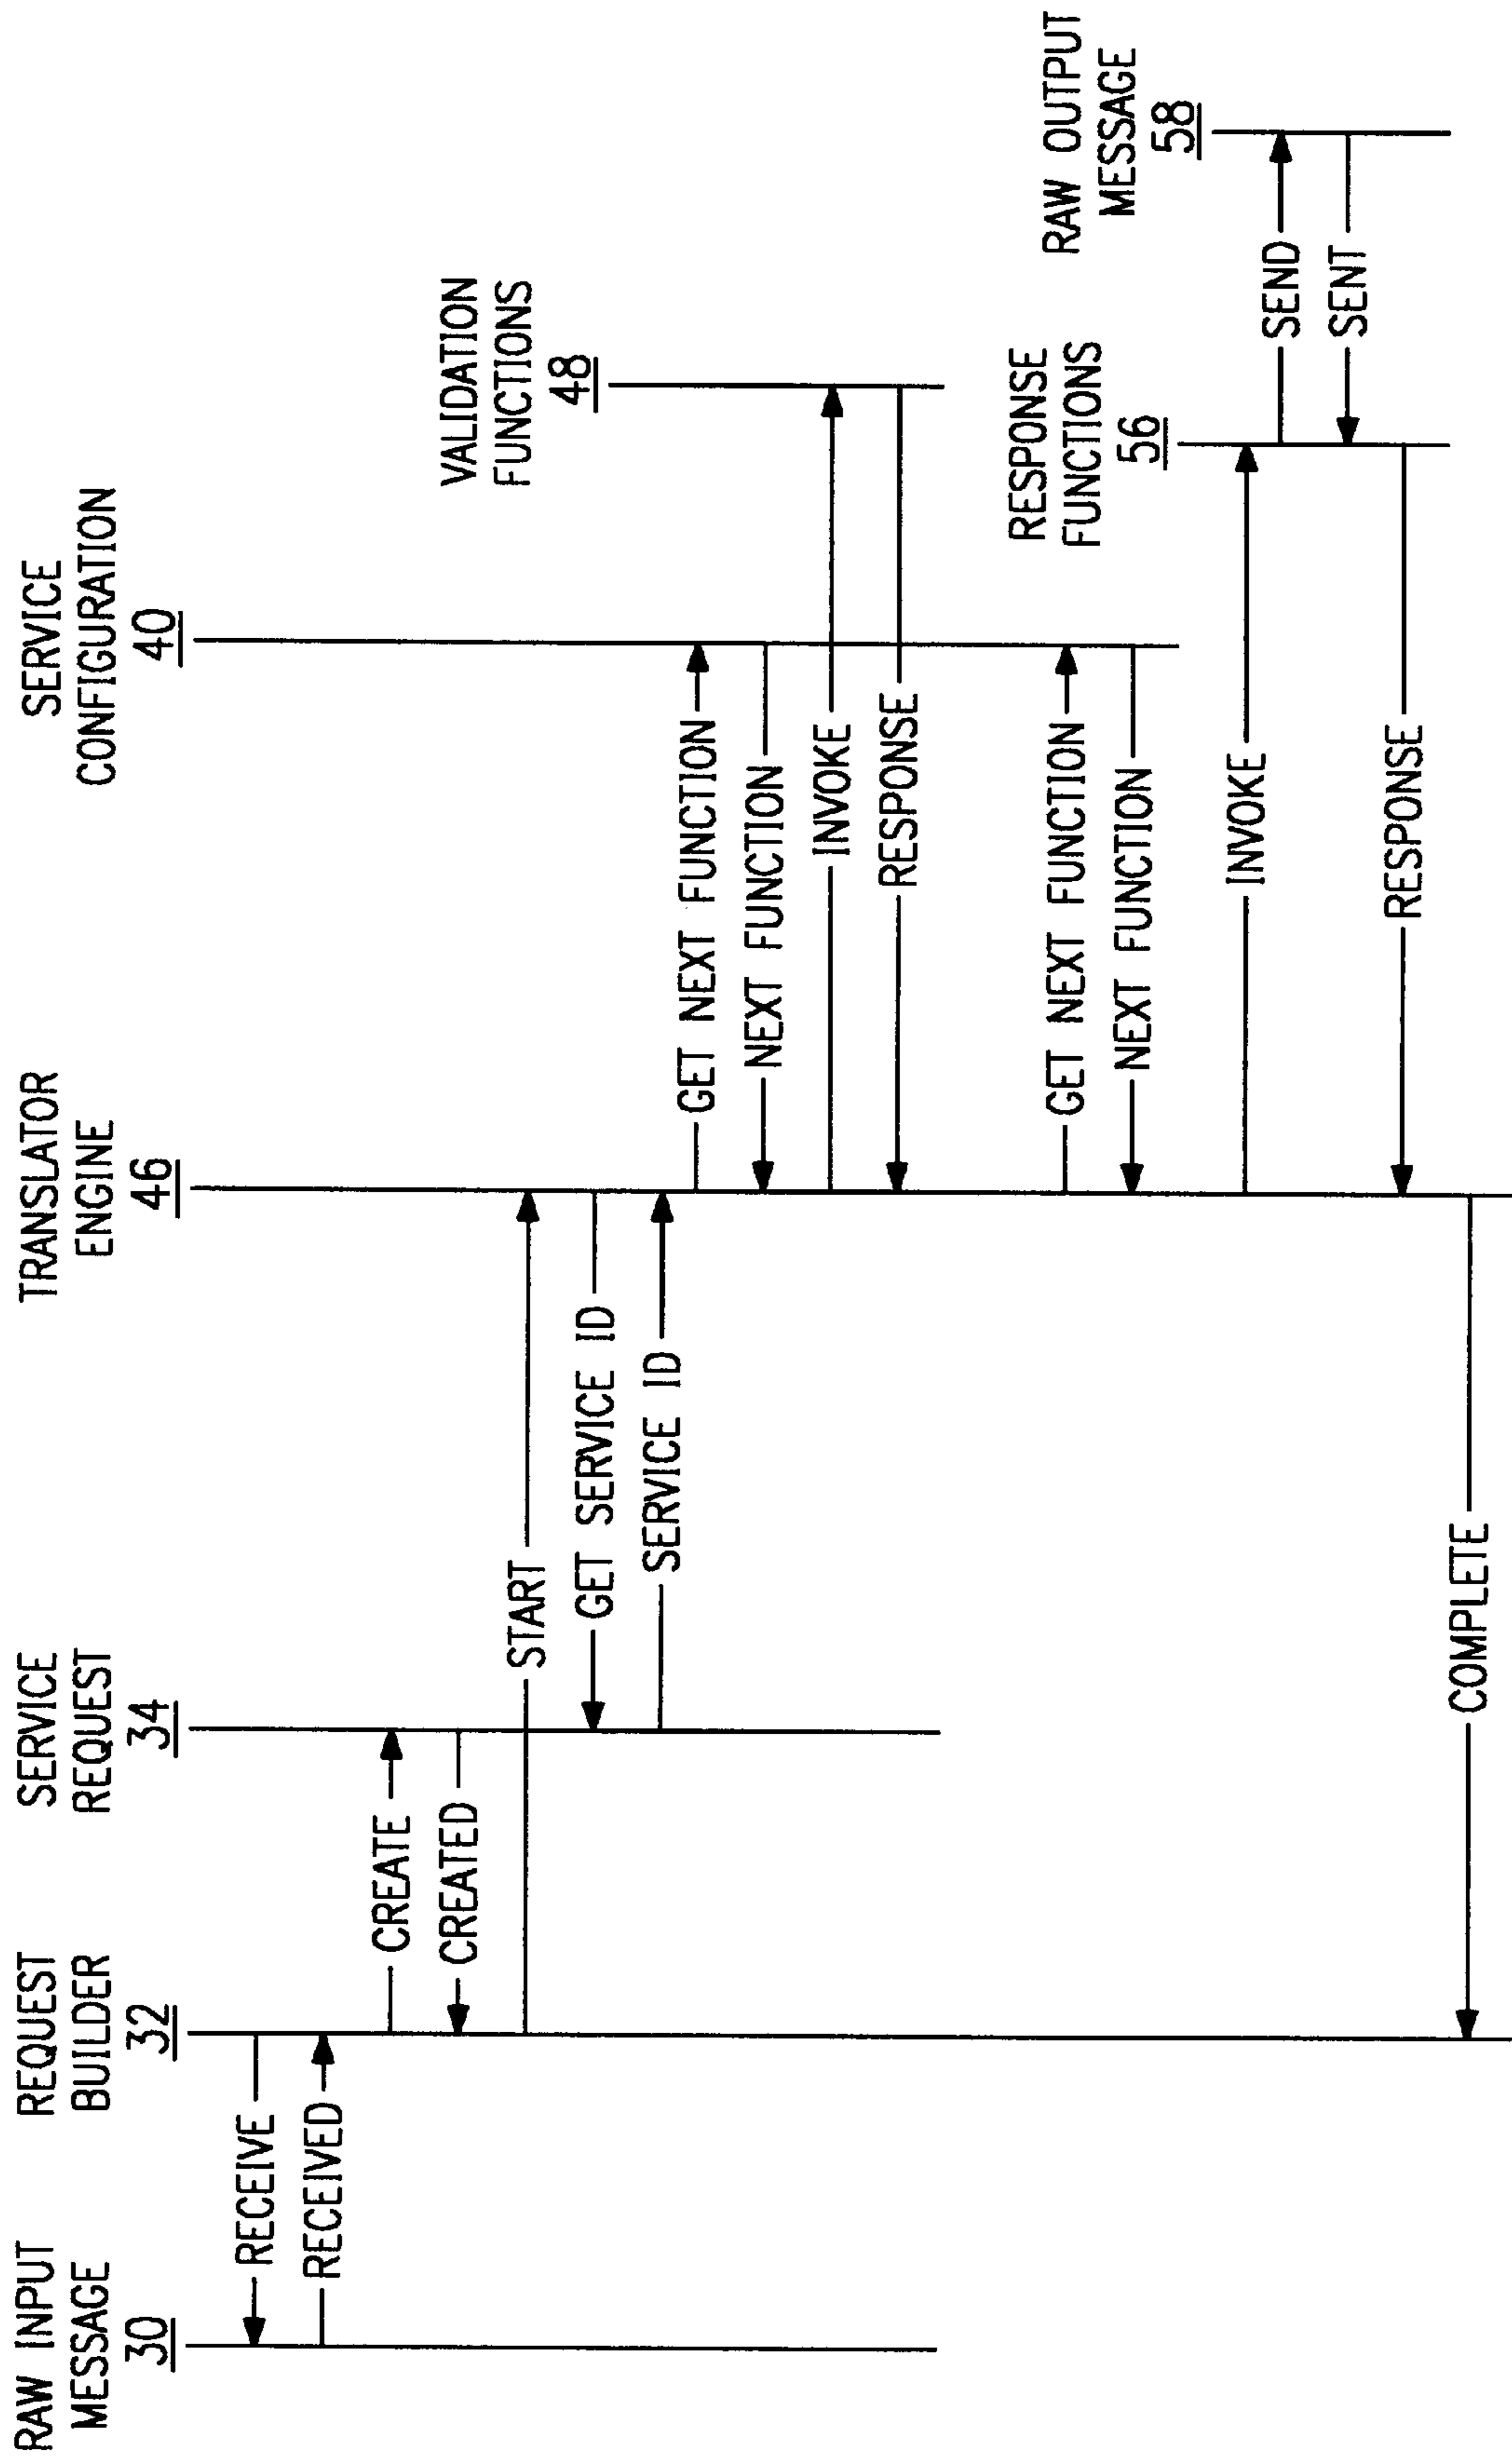 RAW INPUT
MESSAGE
30
REQUEST
BUILDER
32
SERVICE
REQUEST
34
TRANSLATOR
ENGINE
46
SERVICE
CONFIGURATION
40
RECEIVE
RECEIVED
CREATE
CREATED
START
GET SERVICE ID
SERVICE ID
VALIDATION
FUNCTIONS
48
GET NEXT FUNCTION
NEXT FUNCTION
INVOKE
RESPONSE
RESPONSE
FUNCTIONS
56
RAW OUTPUT
MESSAGE
58
GET NEXT FUNCTION
NEXT FUNCTION
INVOKE
SEND
SENT
RESPONSE
COMPLETE